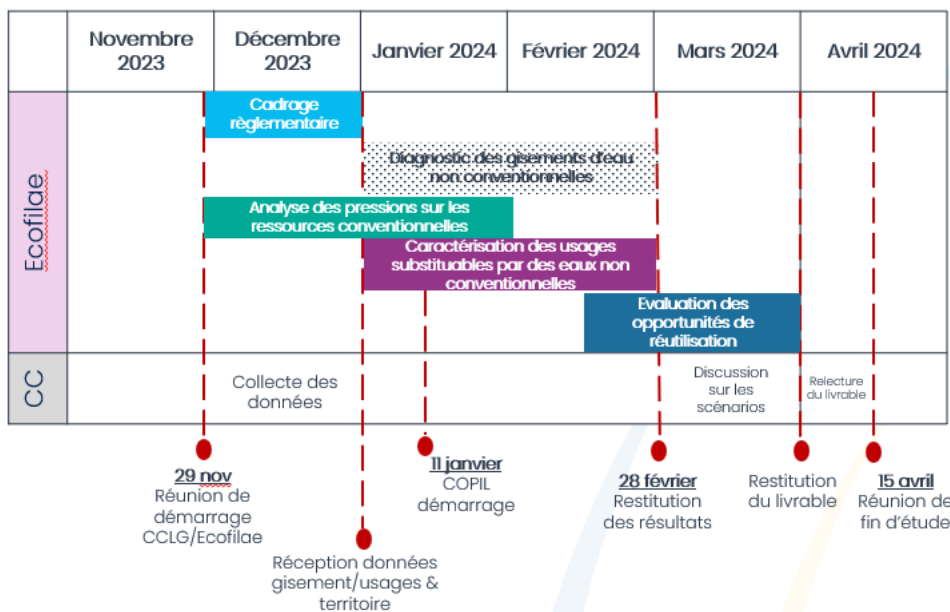 Novembre
2023
Décembre
2023
Janvier 2024
Février 2024
Mars 2024
Avril 2024
Ecofilae
Cadrage
règlementaire
Diagnostic des gisements d'eau
non conventionnelles
Analyse des pressions sur les
ressources conventionnelles
Caractérisation des usages
substituables par des eaux non
conventionnelles
Evaluation des
opportunités de
réutilisation
CC
Collecte des
données
Discussion
sur les
scénarios
Relecture
du livrable
29 nov
Réunion de
démarrage
CCLG/Ecofilae
Réception données
gisement/usages &
territoire
11 janvier
COPIL
démarrage
28 février
Restitution
des résultats
Restitution
du livrable
15 avril
Réunion de
fin d'étude